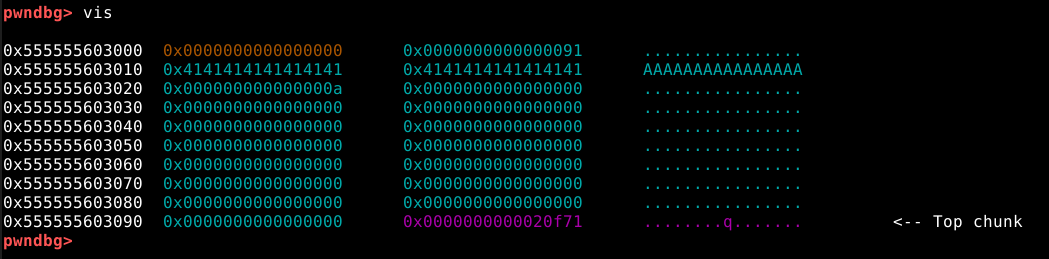 pwndbg> vis
0x555555603000 0x0000000000000000 0x0000000000000091 ................
0x555555603010 0x4141414141414141 0x4141414141414141 AAAAAAAAAAAAAAAA
0x555555603020 0x000000000000000a 0x0000000000000000 ................
0x555555603030 0x0000000000000000 0x0000000000000000 ................
0x555555603040 0x0000000000000000 0x0000000000000000 ................
0x555555603050 0x0000000000000000 0x0000000000000000 ................
0x555555603060 0x0000000000000000 0x0000000000000000 ................
0x555555603070 0x0000000000000000 0x0000000000000000 ................
0x555555603080 0x0000000000000000 0x0000000000000000 ................
0x555555603090 0x0000000000000000 0x0000000000020f71 ........q....... <-- Top chunk
pwndbg>